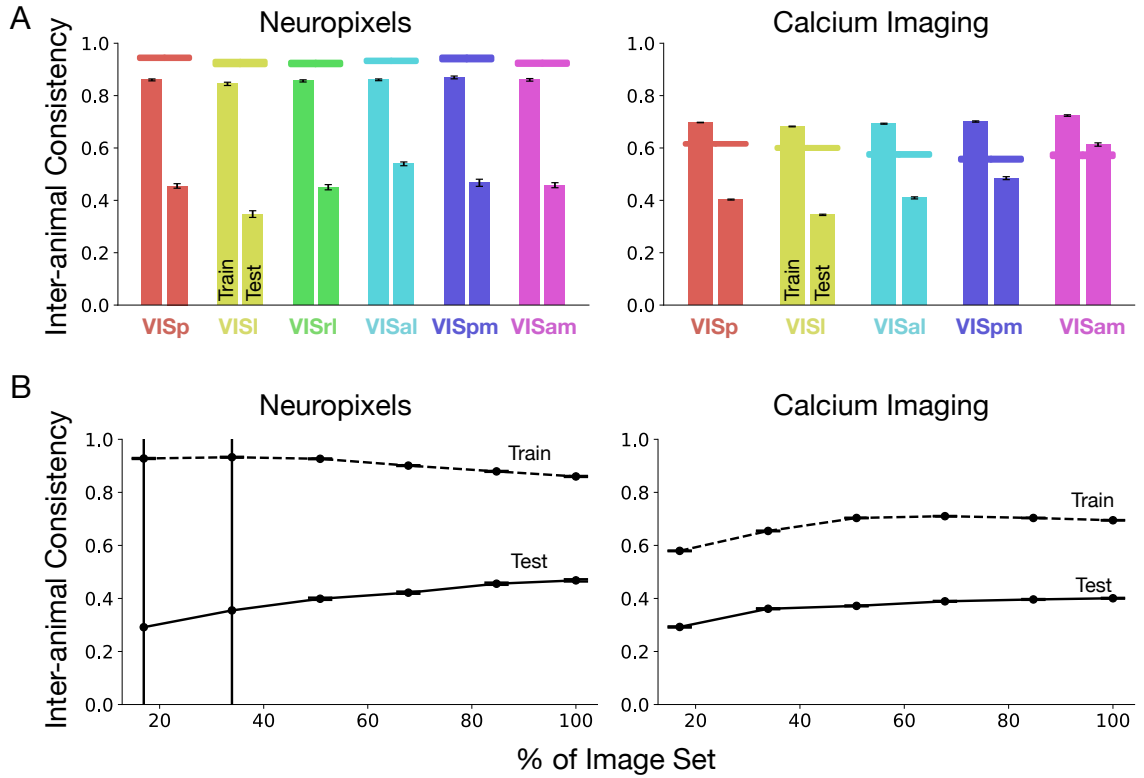 A
Neuropixels
Calcium Imaging
Inter-animal Consistency
1.0
0.8
0.6
0.4
0.2
0.0
Train
Test
VISp
VISl
VISrl
VISal
VISpm
VISam
1.0
0.8
0.6
0.4
0.2
0.0
Train
Test
VISp
VISl
VISal
VISpm
VISam
B
Neuropixels
Calcium Imaging
Inter-animal Consistency
1.0
0.8
0.6
0.4
0.2
0.0
Train
Test
20
40
60
80
100
1.0
0.8
0.6
0.4
0.2
0.0
Train
Test
20
40
60
80
100
% of Image Set